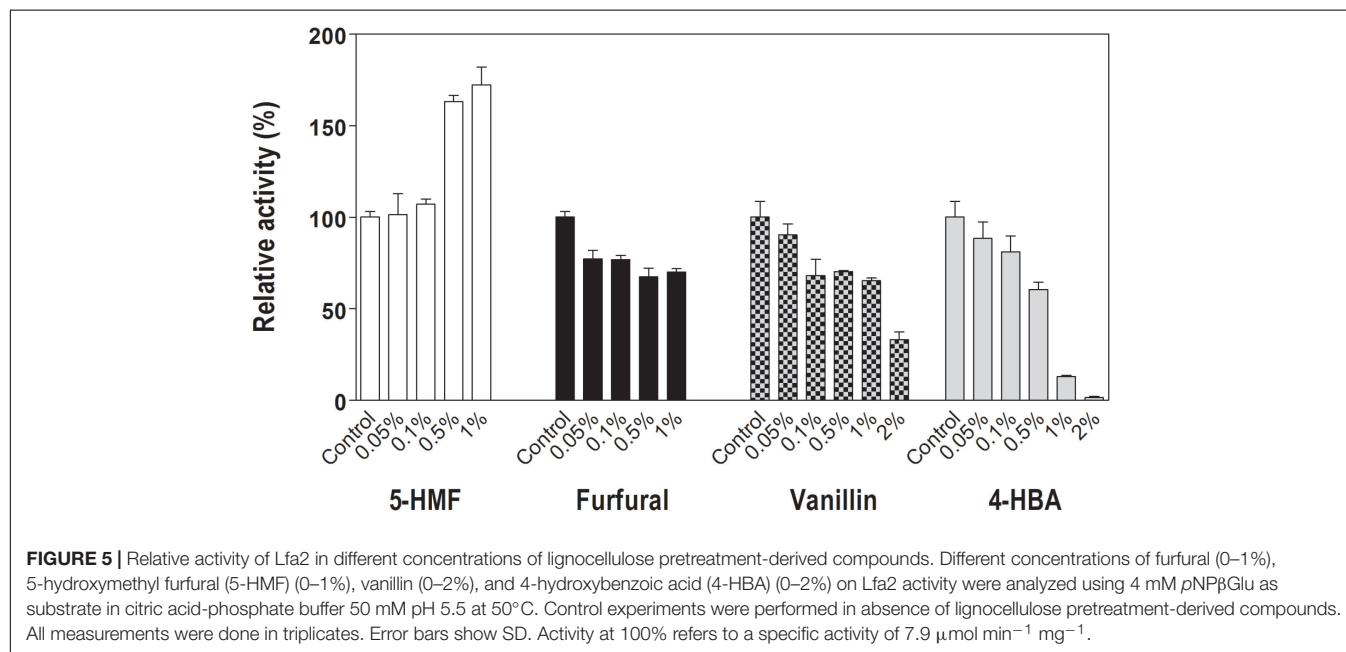 200
150
100
50
0
Relative activity (%)
Control 0.05% 0.1% 0.5% 1%
Control 0.05% 0.1% 0.5% 1%
Control 0.05% 0.1% 0.5% 1% 2%
Control 0.05% 0.1% 0.5% 1% 2%
5-HMF Furfural Vanillin 4-HBA
FIGURE 5 | Relative activity of Lfa2 in different concentrations of lignocellulose pretreatment-derived compounds. Different concentrations of furfural (0–1%),
5-hydroxymethyl furfural (5-HMF) (0–1%), vanillin (0–2%), and 4-hydroxybenzoic acid (4-HBA) (0–2%) on Lfa2 activity were analyzed using 4 mM pNPβGlu as
substrate in citric acid-phosphate buffer 50 mM pH 5.5 at 50°C. Control experiments were performed in absence of lignocellulose pretreatment-derived compounds.
All measurements were done in triplicates. Error bars show SD. Activity at 100% refers to a specific activity of 7.9 μmol min⁻¹ mg⁻¹.